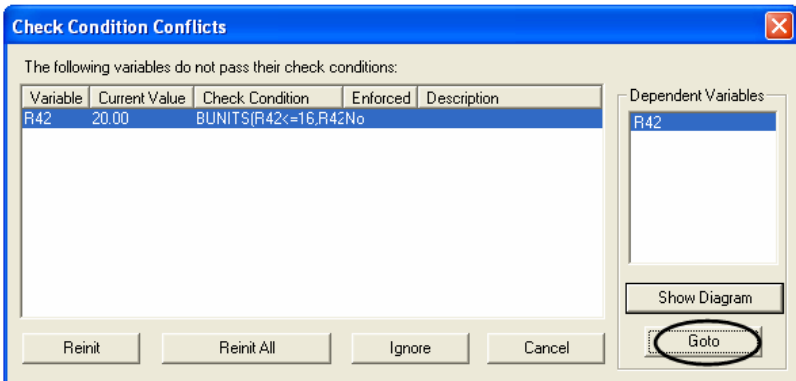 Check Condition Conflicts
The following variables do not pass their check conditions:
Variable Current Value Check Condition Enforced Description
R42 20.00 BUNITS(R42<=16,R42No
Dependent Variables
R42
Show Diagram
Goto
Reinit Reinit All Ignore Cancel